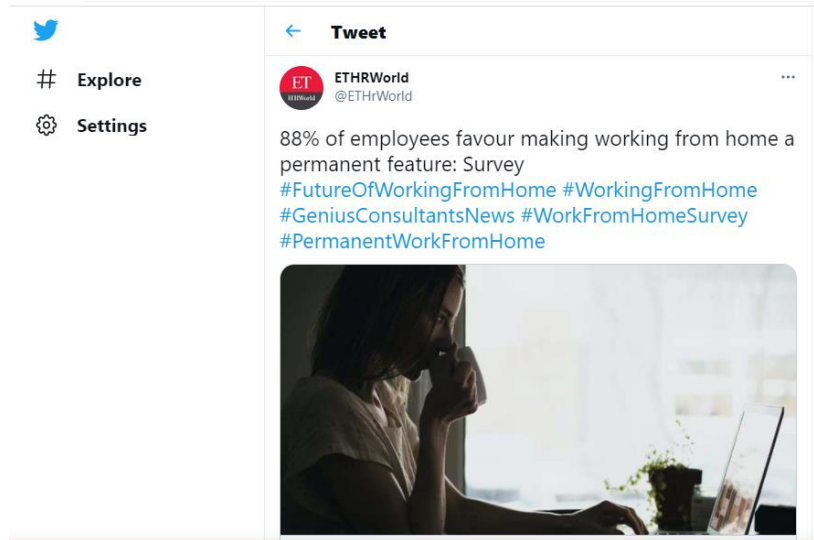 Tweet
# Explore
Settings
ET
HRWorld
ETHRWorld
@ETHrWorld
88% of employees favour making working from home a
permanent feature: Survey
#FutureOfWorkingFromHome #WorkingFromHome
#GeniusConsultantsNews #WorkFromHomeSurvey
#PermanentWorkFromHome